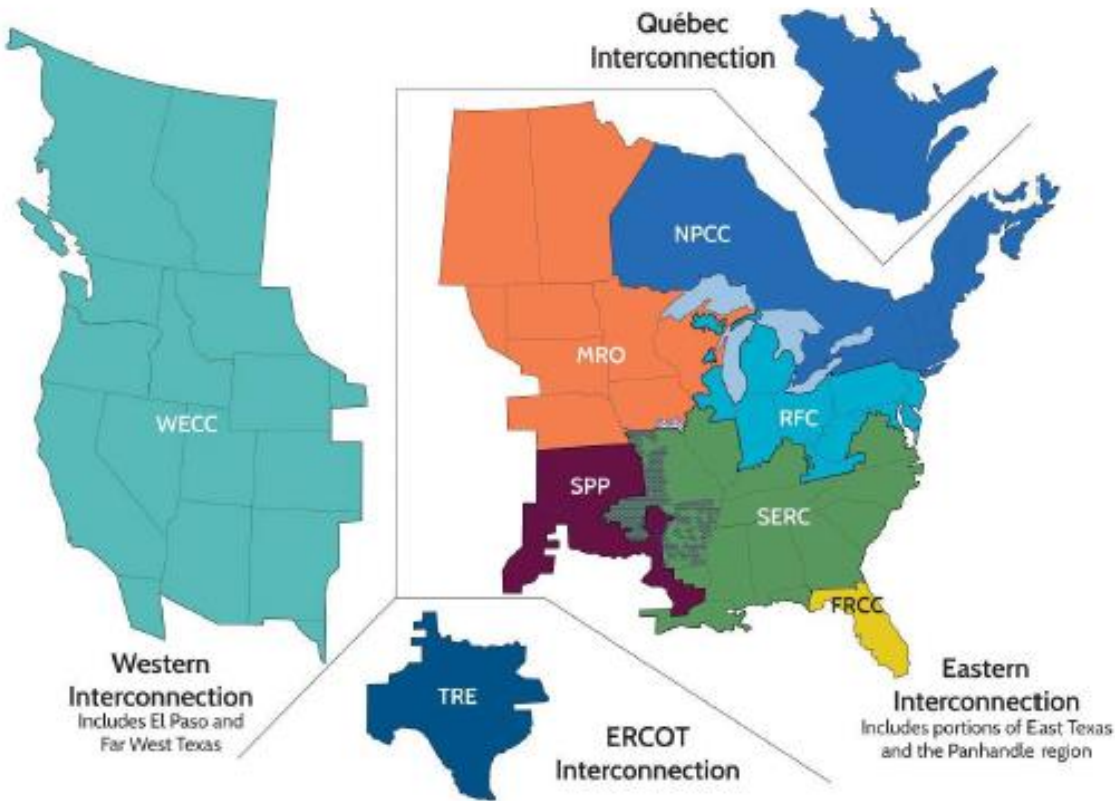 Québec
Interconnection
NPCC
MRO
WECC
RFC
SPP
SERC
FRCC
Western
Interconnection
Includes El Paso and
Far West Texas
TRE
ERCOT
Interconnection
Eastern
Interconnection
Includes portions of East Texas
and the Panhandle region